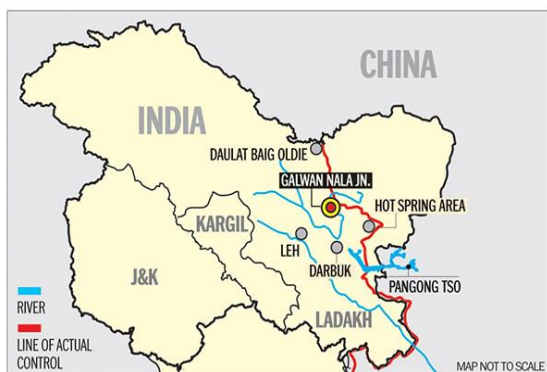 CHINA
INDIA
DAULAT BAIG OLDIE
GALWAN NALA JN.
HOT SPRING AREA
KARGIL
LEH
DARBUK
J&K
PANGONG TSO
RIVER
LADAKH
LINE OF ACTUAL
CONTROL
MAP NOT TO SCALE